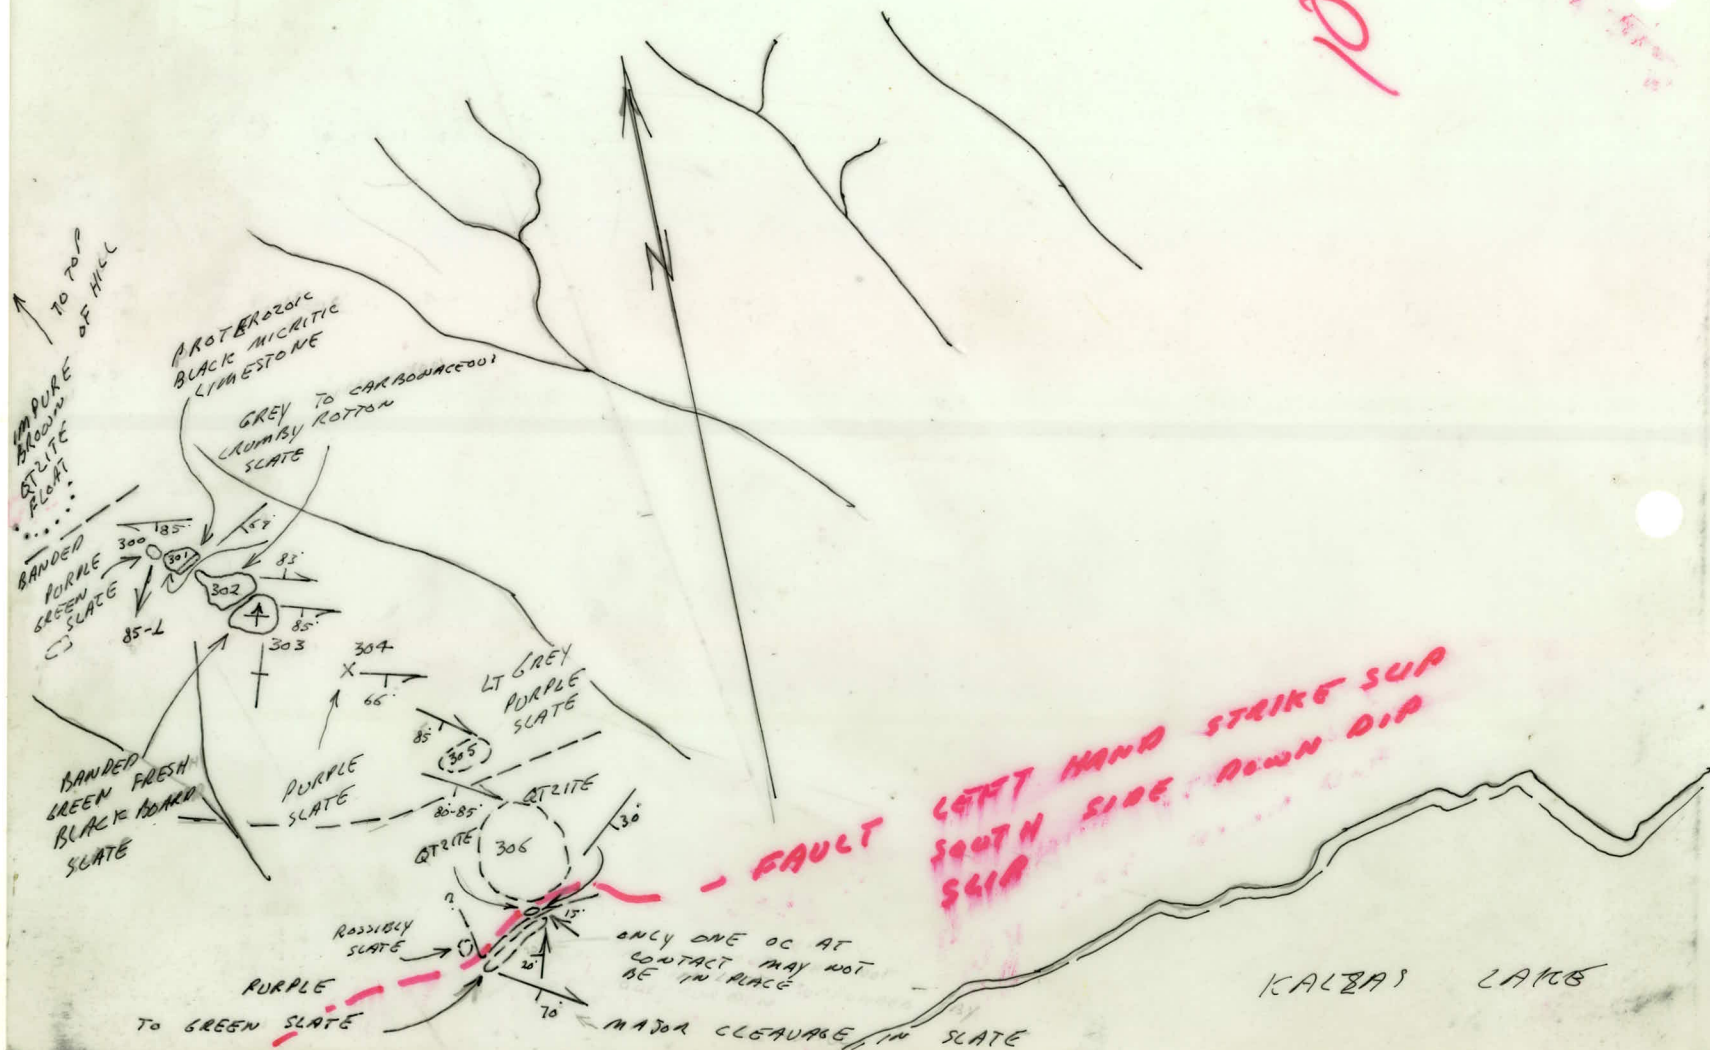 10
TO TOP
OF HILL
IMPURE
BROWN
QTZITE
FLOAT
PROTEROZOIC
BLACK MICRITIC
LIMESTONE
GREY TO CARBONACEOUS
CRUMBY ROTTON
SLATE
BANDED
PURPLE
GREEN
SLATE
300
85°
301
302
83°
85°
303
85-L
304
66°
LT GREY
PURPLE
SLATE
85°
305
80-85°
QTZITE
BANDED
GREEN FRESH
BLACK BOARD
SLATE
PURPLE
SLATE
QTZITE
306
30°
FAULT
LEFT HAND STRIKE SLIP
SOUTH SIDE DOWN DIP
SLIP
?
15°
POSSIBLY
SLATE
20°
70°
ONLY ONE OC AT
CONTACT MAY NOT
BE IN PLACE
PURPLE
TO GREEN SLATE
MAJOR CLEAVAGE IN SLATE
KALZAS LAKE
N